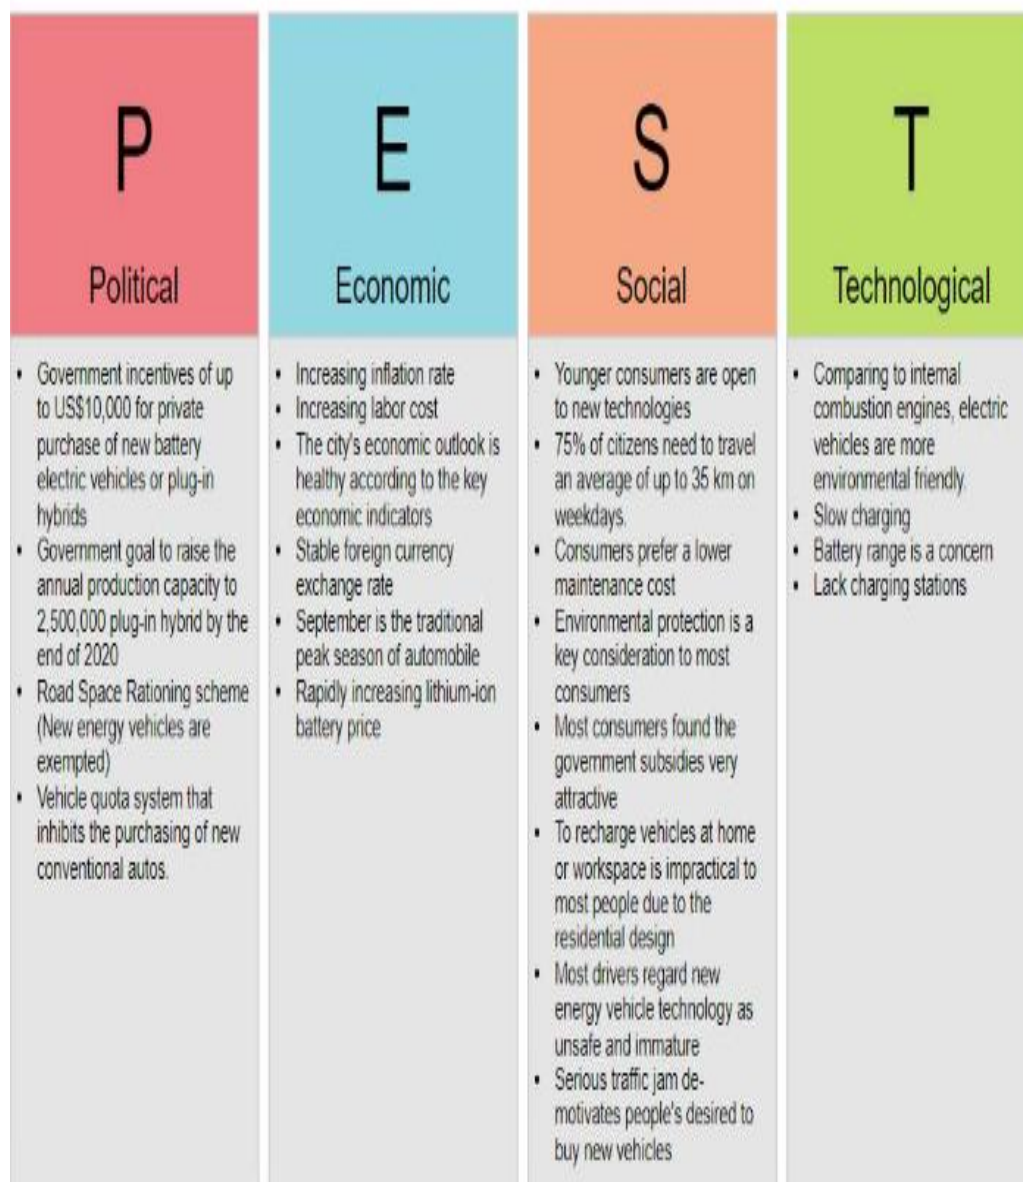 P
Political
• Government incentives of up
to US$10,000 for private
purchase of new battery
electric vehicles or plug-in
hybrids
• Government goal to raise the
annual production capacity to
2,500,000 plug-in hybrid by the
end of 2020
• Road Space Rationing scheme
(New energy vehicles are
exempted)
• Vehicle quota system that
inhibits the purchasing of new
conventional autos.
E
Economic
• Increasing inflation rate
• Increasing labor cost
• The city's economic outlook is
healthy according to the key
economic indicators
• Stable foreign currency
exchange rate
• September is the traditional
peak season of automobile
• Rapidly increasing lithium-ion
battery price
S
Social
• Younger consumers are open
to new technologies
• 75% of citizens need to travel
an average of up to 35 km on
weekdays.
• Consumers prefer a lower
maintenance cost
• Environmental protection is a
key consideration to most
consumers
• Most consumers found the
government subsidies very
attractive
• To recharge vehicles at home
or workspace is impractical to
most people due to the
residential design
• Most drivers regard new
energy vehicle technology as
unsafe and immature
• Serious traffic jam de-
motivates people's desired to
buy new vehicles
T
Technological
• Comparing to internal
combustion engines, electric
vehicles are more
environmental friendly.
• Slow charging
• Battery range is a concern
• Lack charging stations